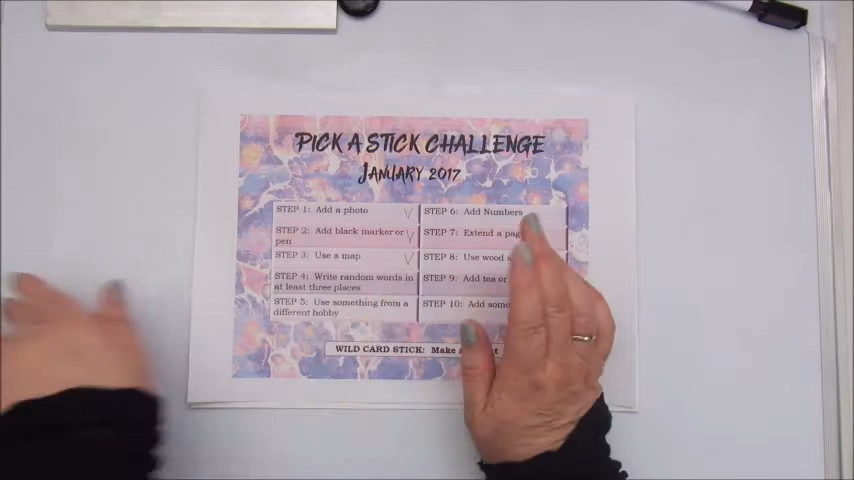 PICK A STICK CHALLENGE
JANUARY 2017
STEP 1: Add a photo
STEP 2: Add black marker or
pen
STEP 3: Use a map
STEP 4: Write random words in
at least three places
STEP 5: Use something from a
different hobby
STEP 6: Add Numbers
STEP 7: Extend a
STEP 8: Use wood
STEP 9: Add tea or
STEP 10: Add
WILD CARD STICK: Make